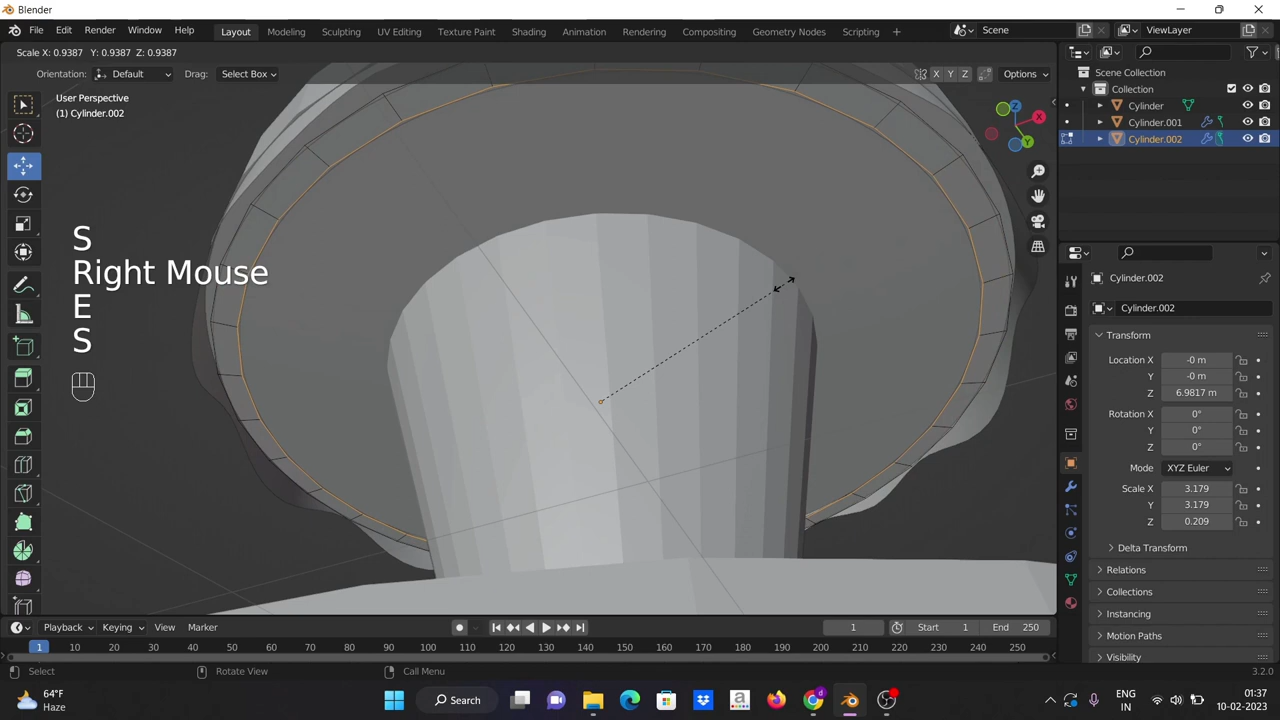 Blender
File Edit Render Window Help Layout Modeling Sculpting UV Editing Texture Paint Shading Animation Rendering Compositing Geometry Nodes Scripting + Scene ViewLayer
Scale X: 0.9387 Y: 0.9387 Z: 0.9387
Orientation: Default Drag: Select Box X Y Z Options
User Perspective
(1) Cylinder.002
S
Right Mouse
E
S
X
Y
Z
Scene Collection
Collection
Cylinder
Cylinder.001
Cylinder.002
Cylinder.002
Cylinder.002
Transform
Location X -0 m
Y -0 m
Z 6.9817 m
Rotation X 0°
Y 0°
Z 0°
Mode XYZ Euler
Scale X 3.179
Y 3.179
Z 0.209
Delta Transform
Relations
Collections
Instancing
Motion Paths
Visibility
Playback Keying View Marker 1 Start 1 End 250
1 10 20 30 40 50 60 70 80 90 100 110 120 130 140 150 160 170 180 190 200 210 220 230 240 250
Select Rotate View Call Menu 3.2.0
64°F
Haze
Search
a
d
ENG
IN
01:37
10-02-2023